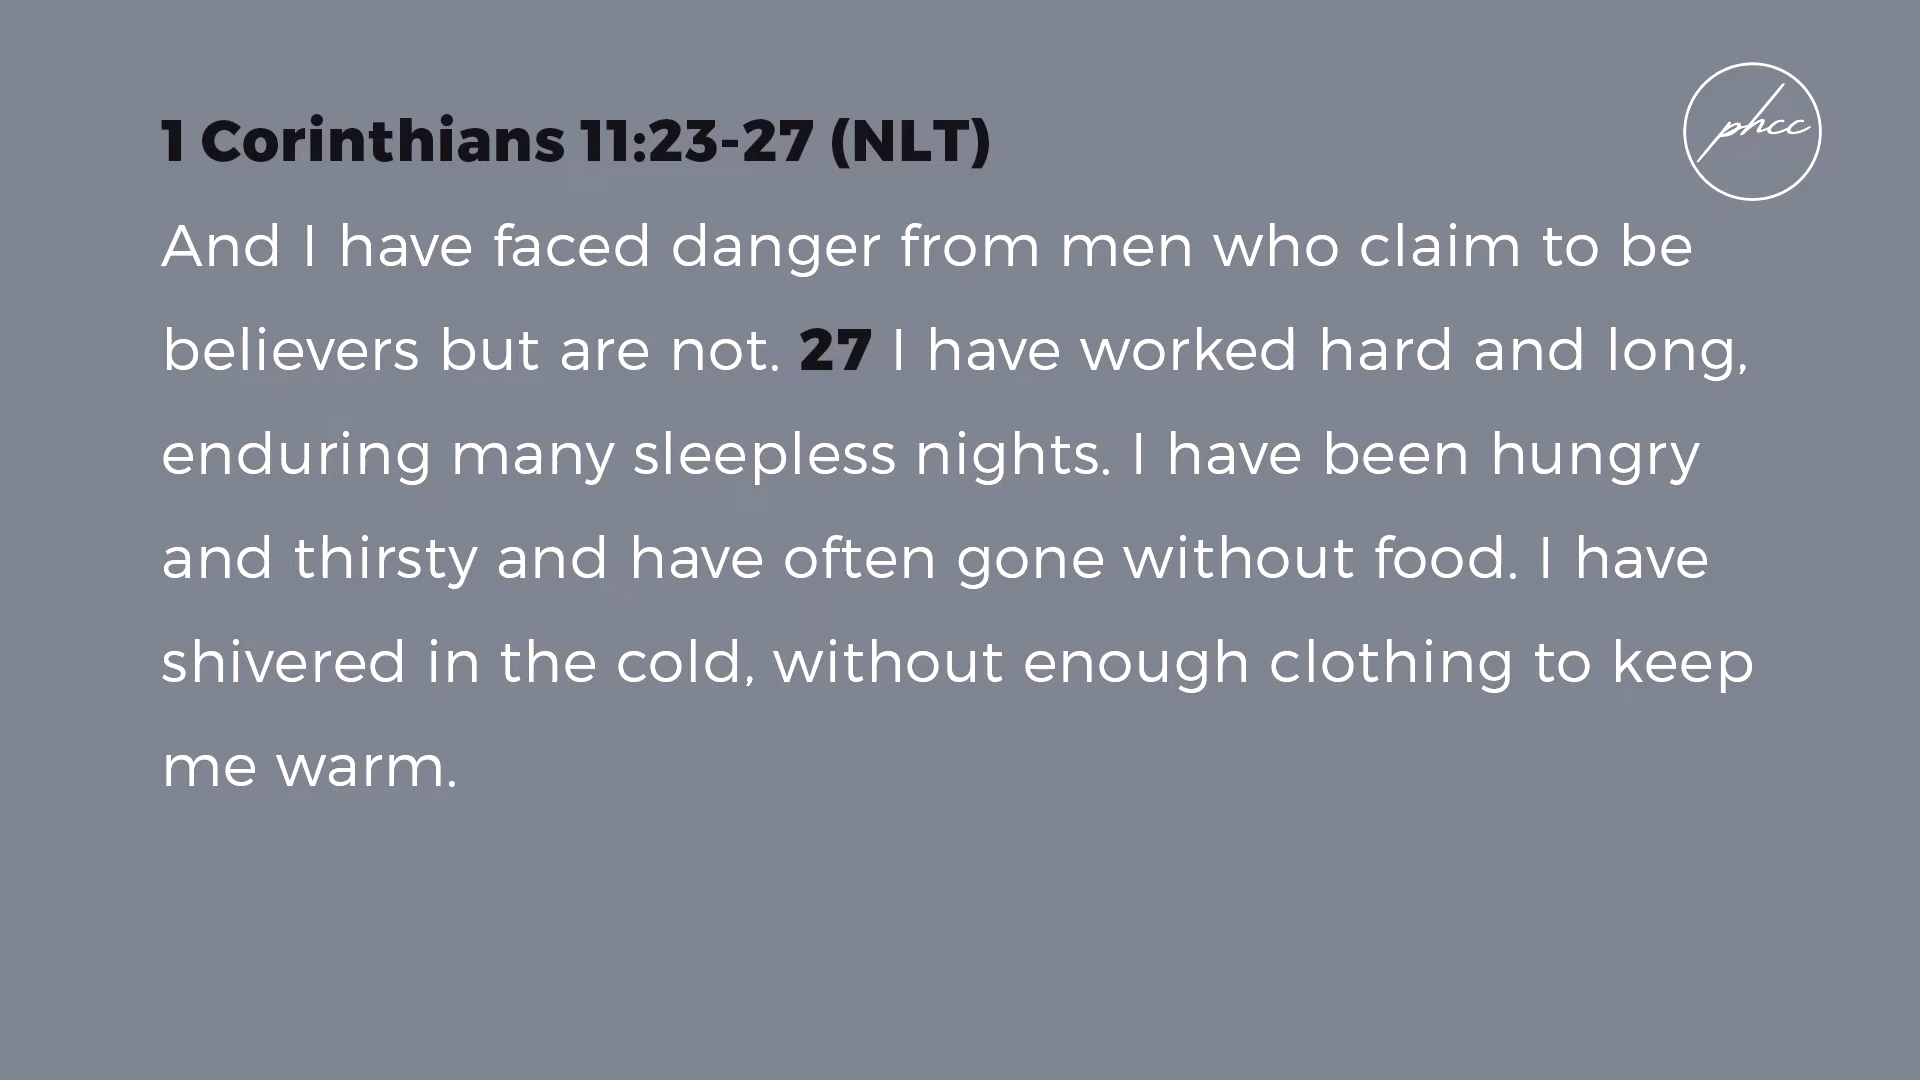 phcc
1 Corinthians 11:23-27 (NLT)
And I have faced danger from men who claim to be
believers but are not. 27 I have worked hard and long,
enduring many sleepless nights. I have been hungry
and thirsty and have often gone without food. I have
shivered in the cold, without enough clothing to keep
me warm.